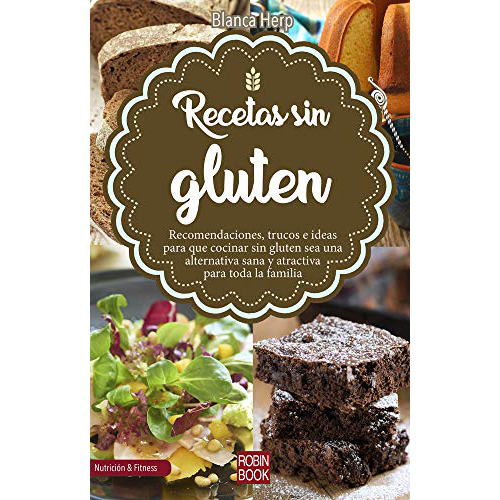 Blanca Herp
Recetas sin
gluten
Recomendaciones, trucos e ideas
para que cocinar sin gluten sea una
alternativa sana y atractiva
para toda la familia
Nutrición & Fitness
ROBIN
BOOK